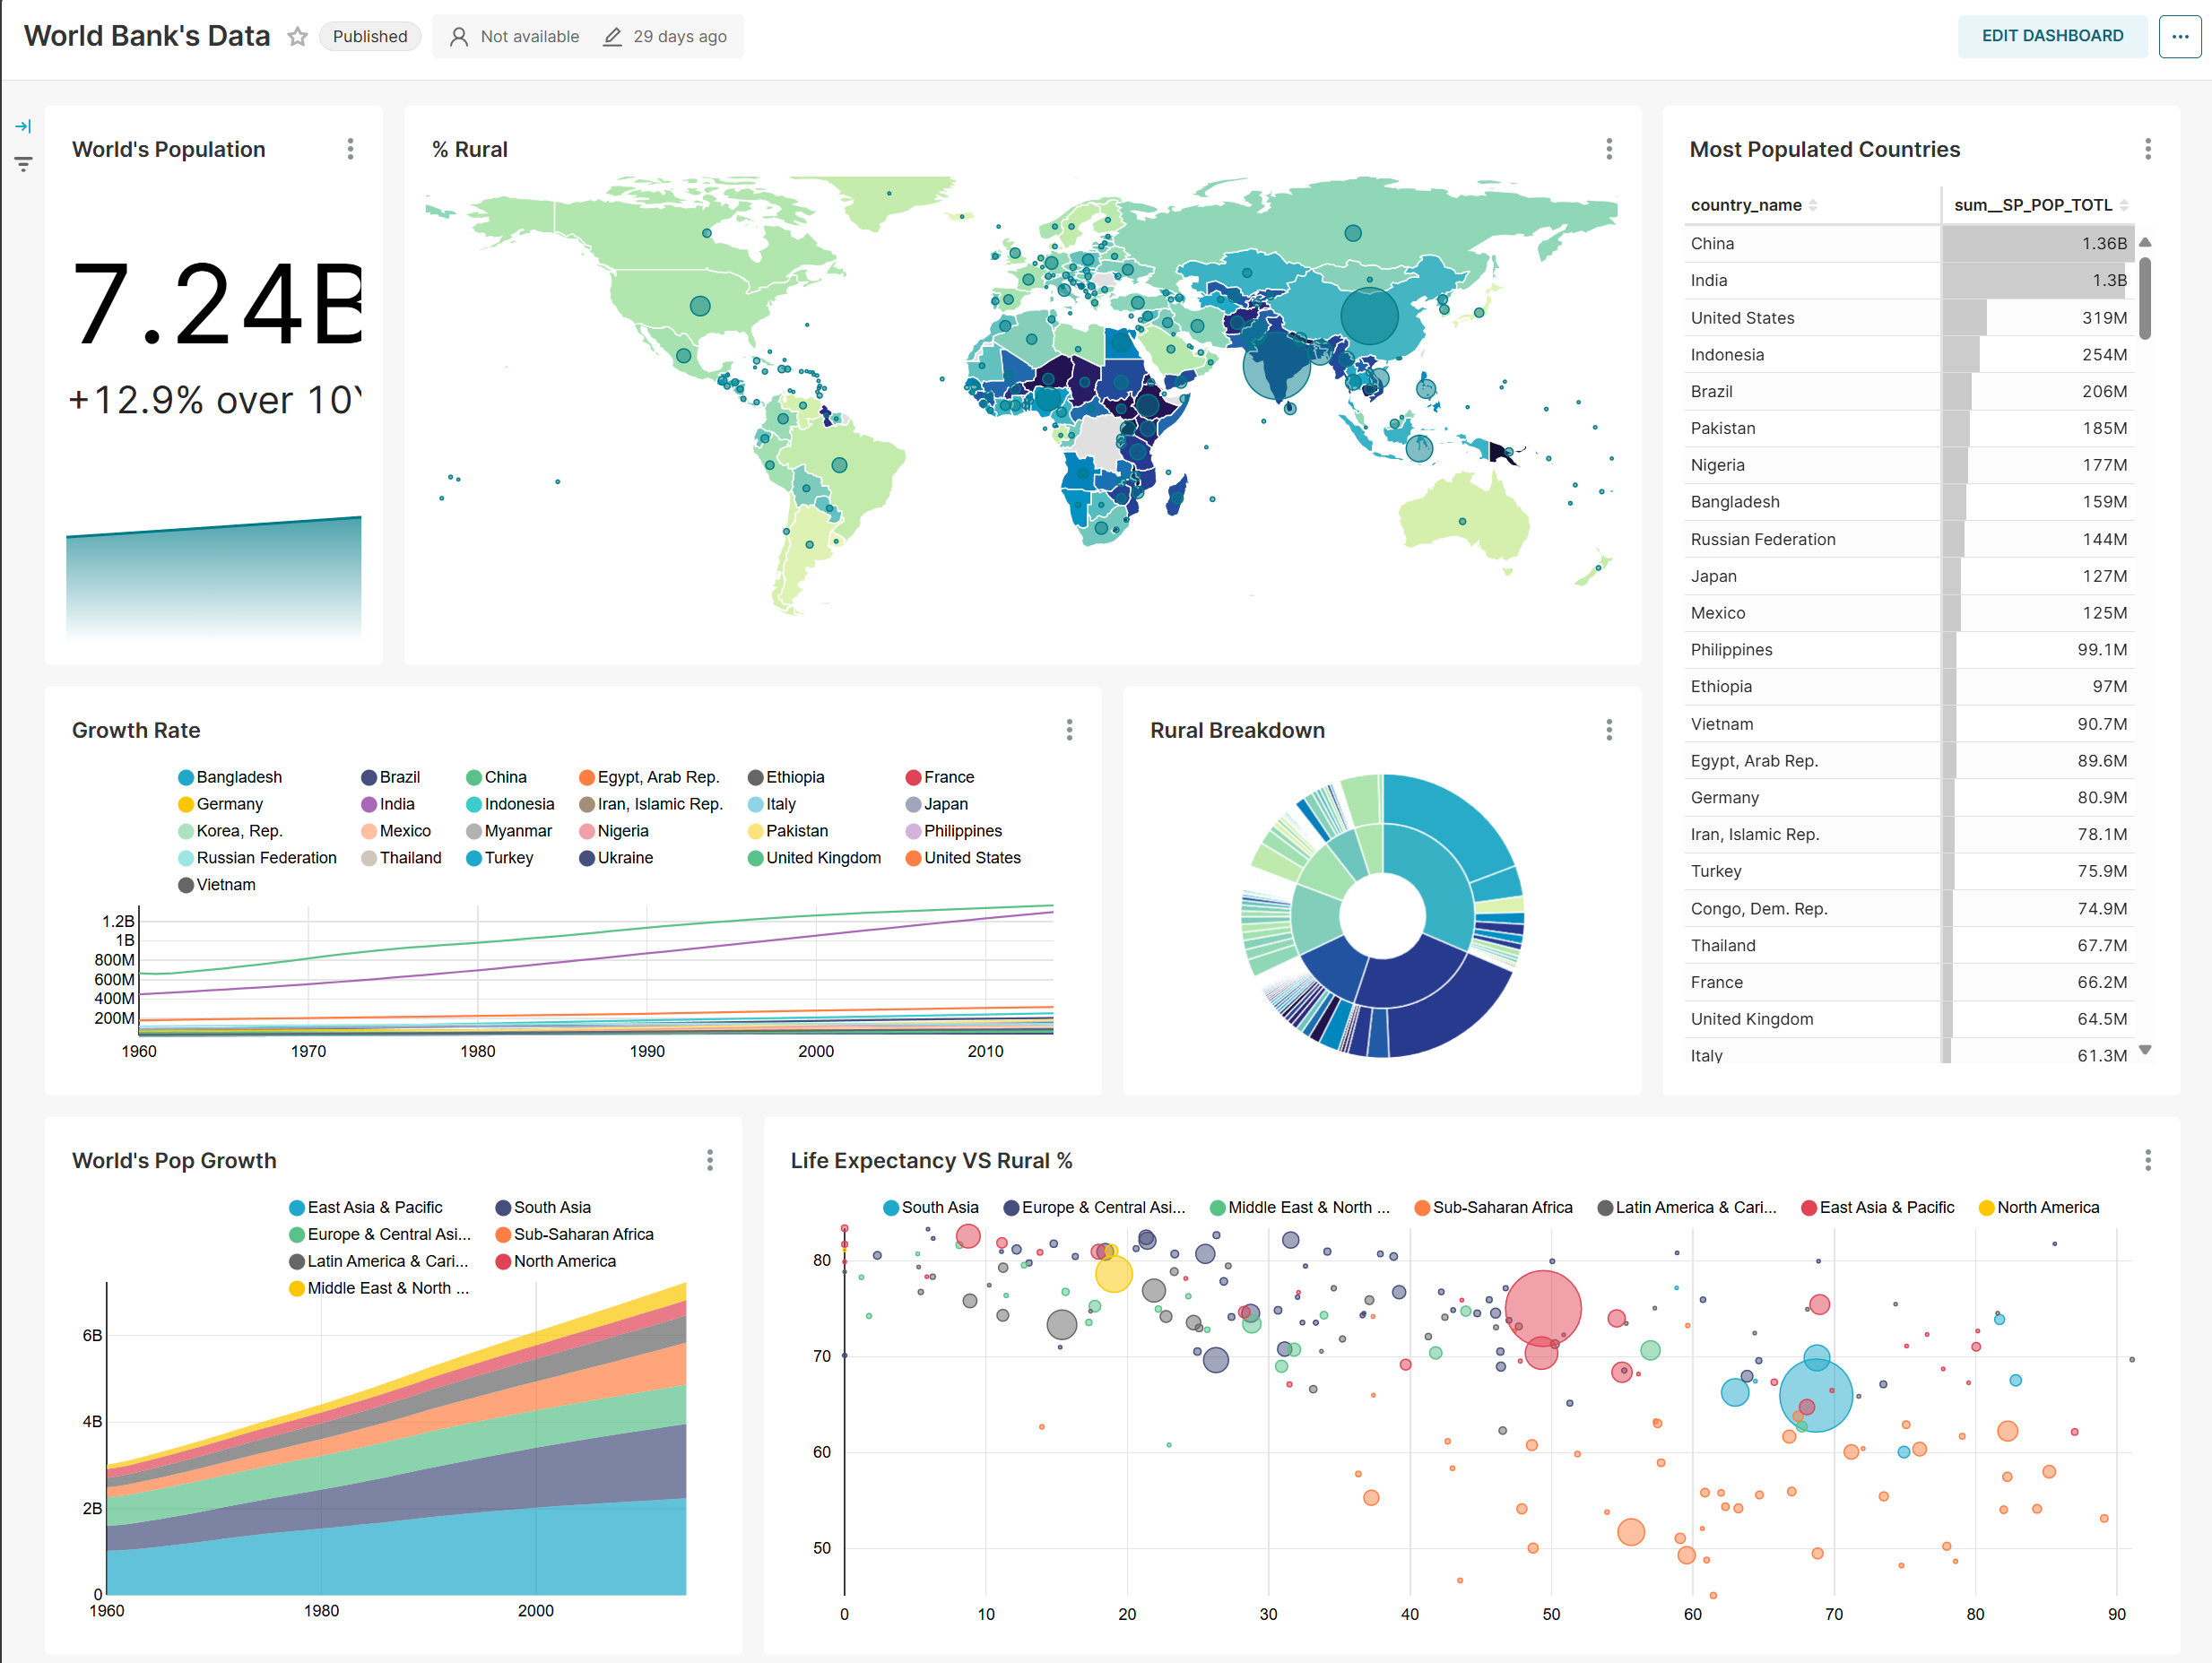 World Bank's Data Published Not available 29 days ago EDIT DASHBOARD
World's Population
7.24B
+12.9% over 10
% Rural
Most Populated Countries
country_name sum__SP_POP_TOTL
China 1.36B
India 1.3B
United States 319M
Indonesia 254M
Brazil 206M
Pakistan 185M
Nigeria 177M
Bangladesh 159M
Russian Federation 144M
Japan 127M
Mexico 125M
Philippines 99.1M
Ethiopia 97M
Vietnam 90.7M
Egypt, Arab Rep. 89.6M
Germany 80.9M
Iran, Islamic Rep. 78.1M
Turkey 75.9M
Congo, Dem. Rep. 74.9M
Thailand 67.7M
France 66.2M
United Kingdom 64.5M
Italy 61.3M
Growth Rate
Bangladesh Brazil China Egypt, Arab Rep. Ethiopia France
Germany India Indonesia Iran, Islamic Rep. Italy Japan
Korea, Rep. Mexico Myanmar Nigeria Pakistan Philippines
Russian Federation Thailand Turkey Ukraine United Kingdom United States
Vietnam
1.2B
1B
800M
600M
400M
200M
1960 1970 1980 1990 2000 2010
Rural Breakdown
World's Pop Growth
East Asia & Pacific South Asia
Europe & Central Asi... Sub-Saharan Africa
Latin America & Cari... North America
Middle East & North ...
6B
4B
2B
0
1960 1980 2000
Life Expectancy VS Rural %
South Asia Europe & Central Asi... Middle East & North ... Sub-Saharan Africa Latin America & Cari... East Asia & Pacific North America
80
70
60
50
0 10 20 30 40 50 60 70 80 90